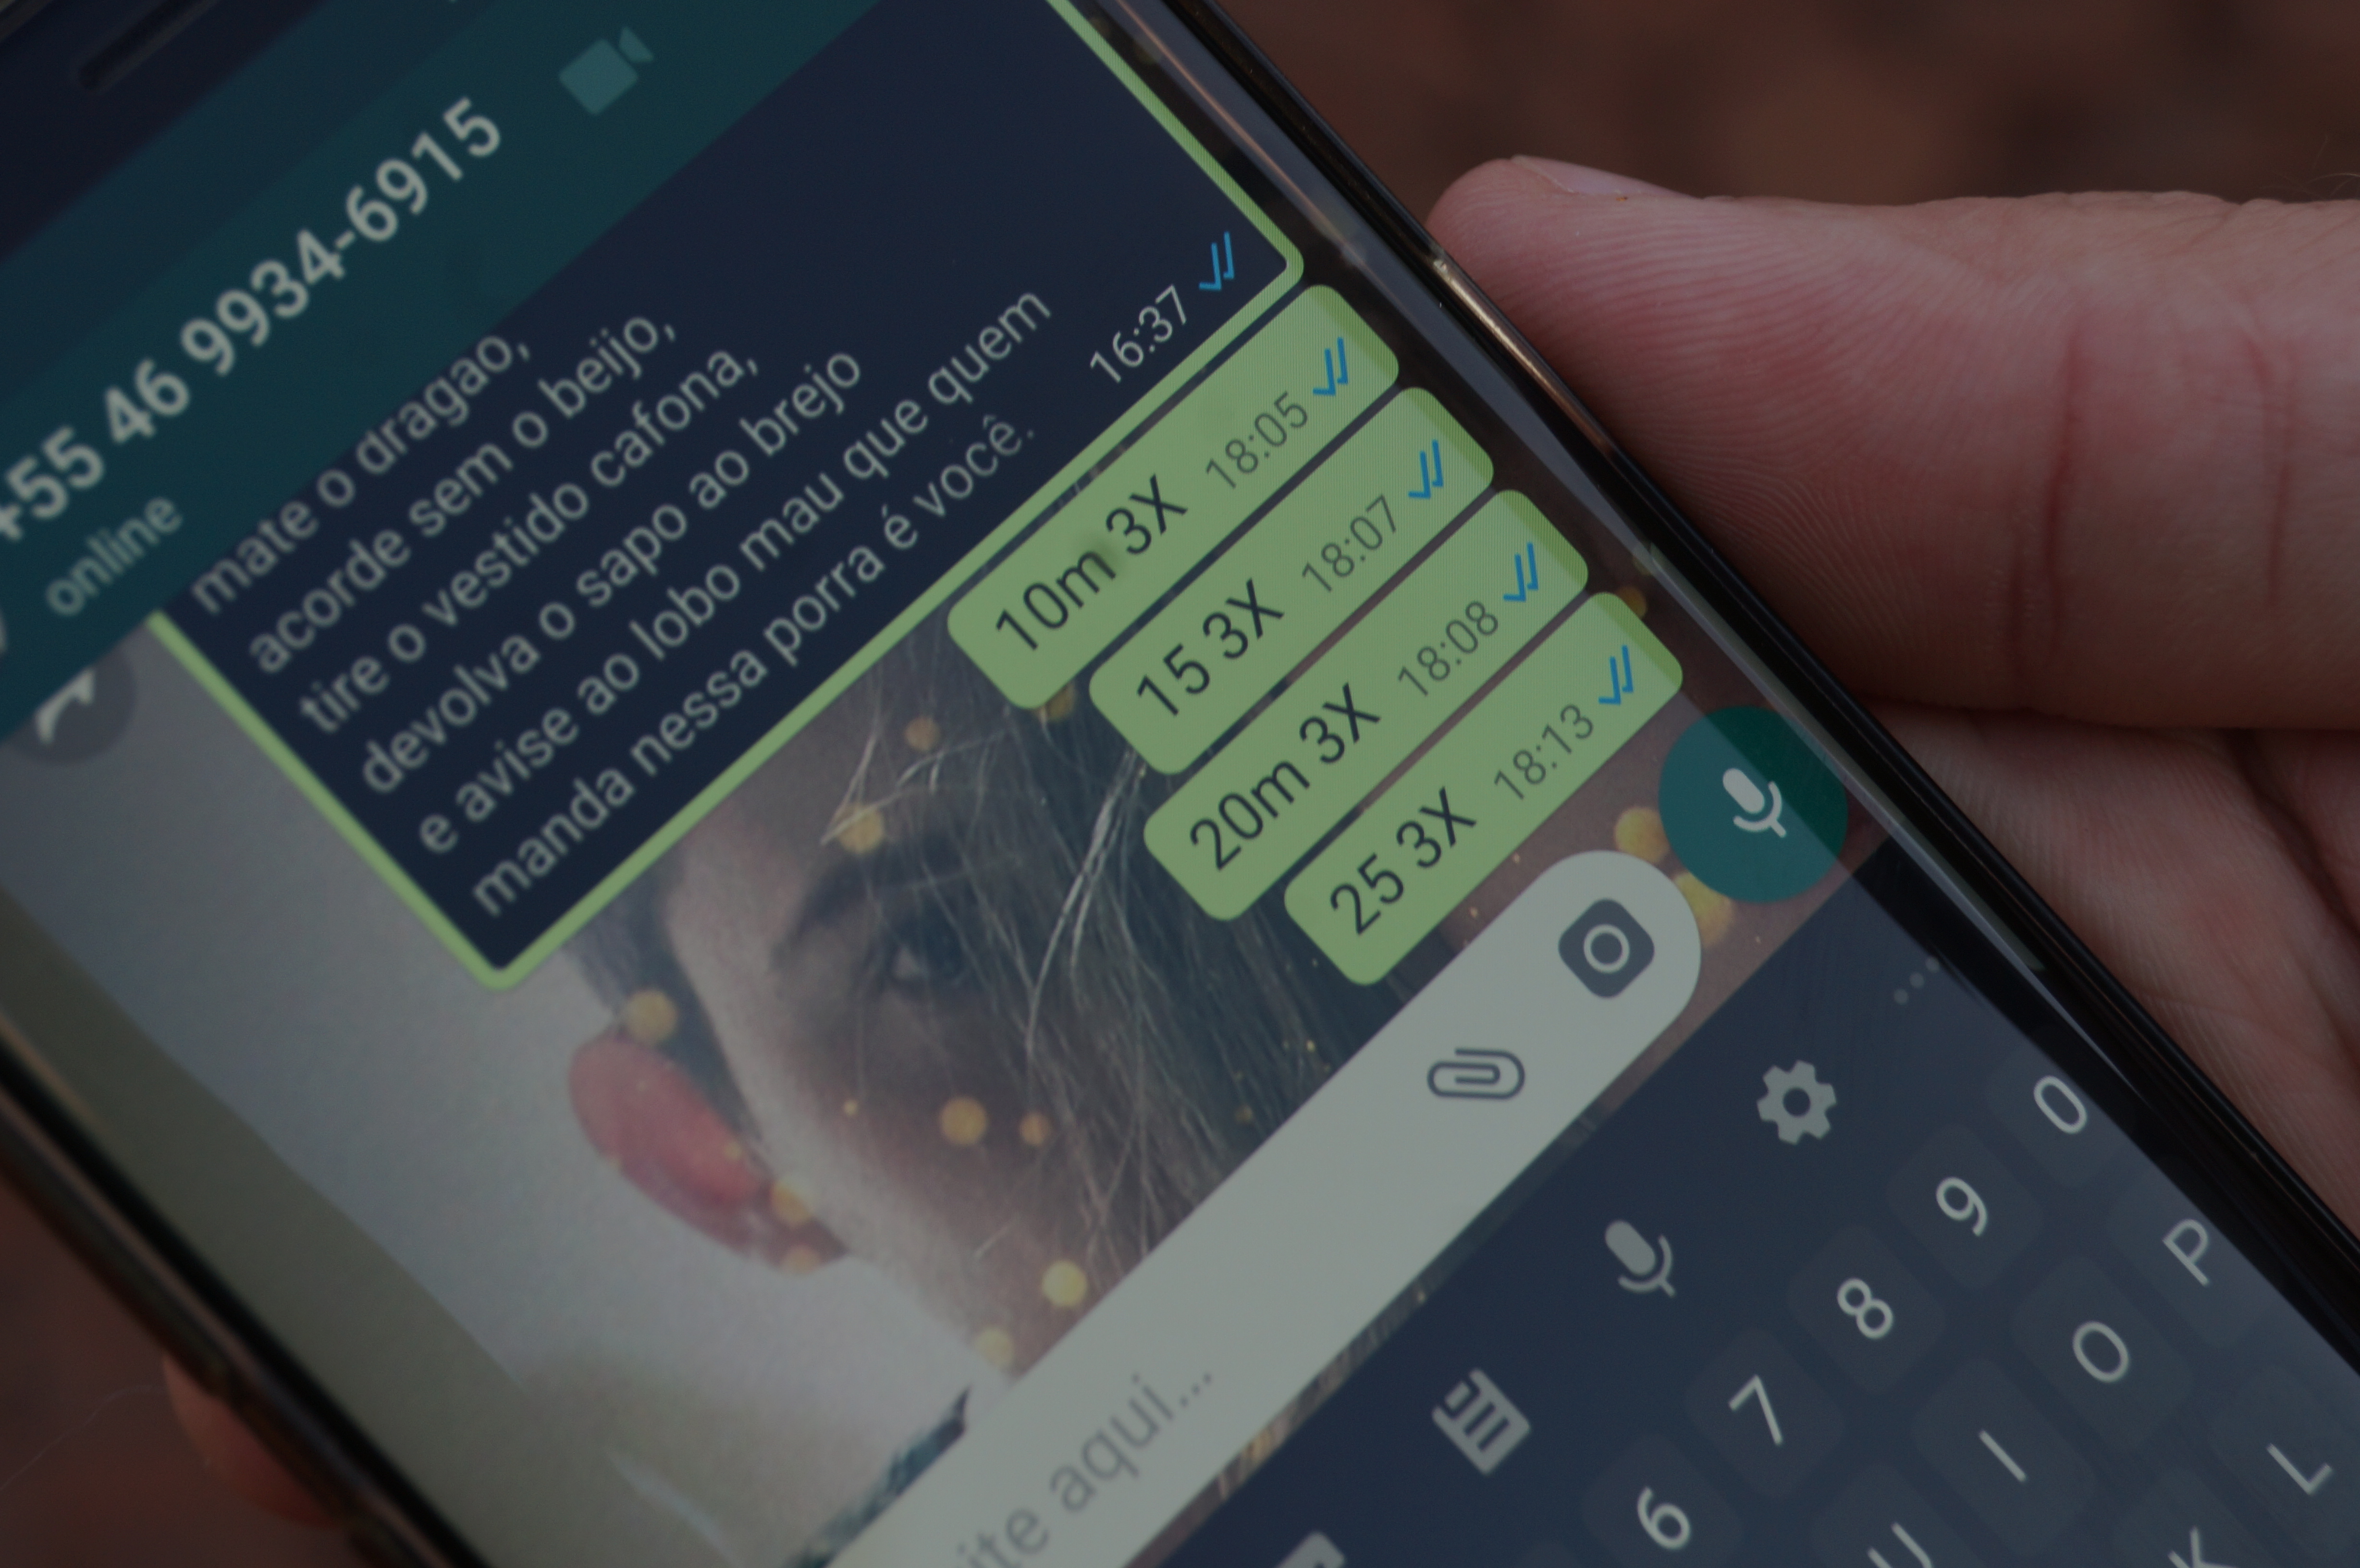 +55 46 9934-6915
online
mate o dragao,
acorde sem o beijo,
tire o vestido cafona,
devolva o sapo ao brejo
e avise ao lobo mau que quem
manda nessa porra é você.
16:37
10m 3X 18:05
15 3X 18:07
20m 3X 18:08
25 3X 18:13
ite aqui...
6 7 8 9 0
U I O P
K L